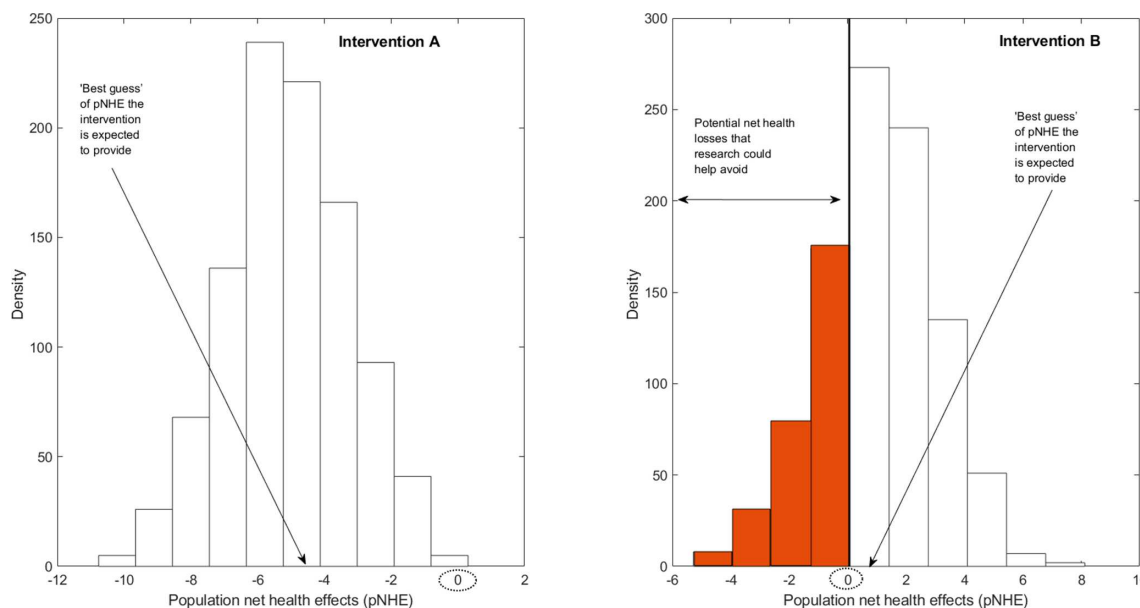 Intervention A
'Best guess'
of pNHE the
intervention
is expected
to provide
Density
250
200
150
100
50
0
-12 -10 -8 -6 -4 -2 0 2
Population net health effects (pNHE)
Intervention B
Potential net health
losses that
research could
help avoid
'Best guess'
of pNHE the
intervention
is expected
to provide
Density
300
250
200
150
100
50
0
-6 -4 -2 0 2 4 6 8 1
Population net health effects (pNHE)